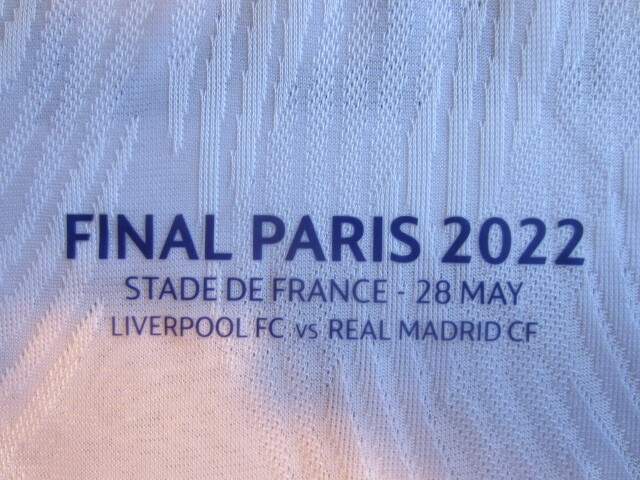 FINAL PARIS 2022
STADE DE FRANCE - 28 MAY
LIVERPOOL FC vs REAL MADRID CF